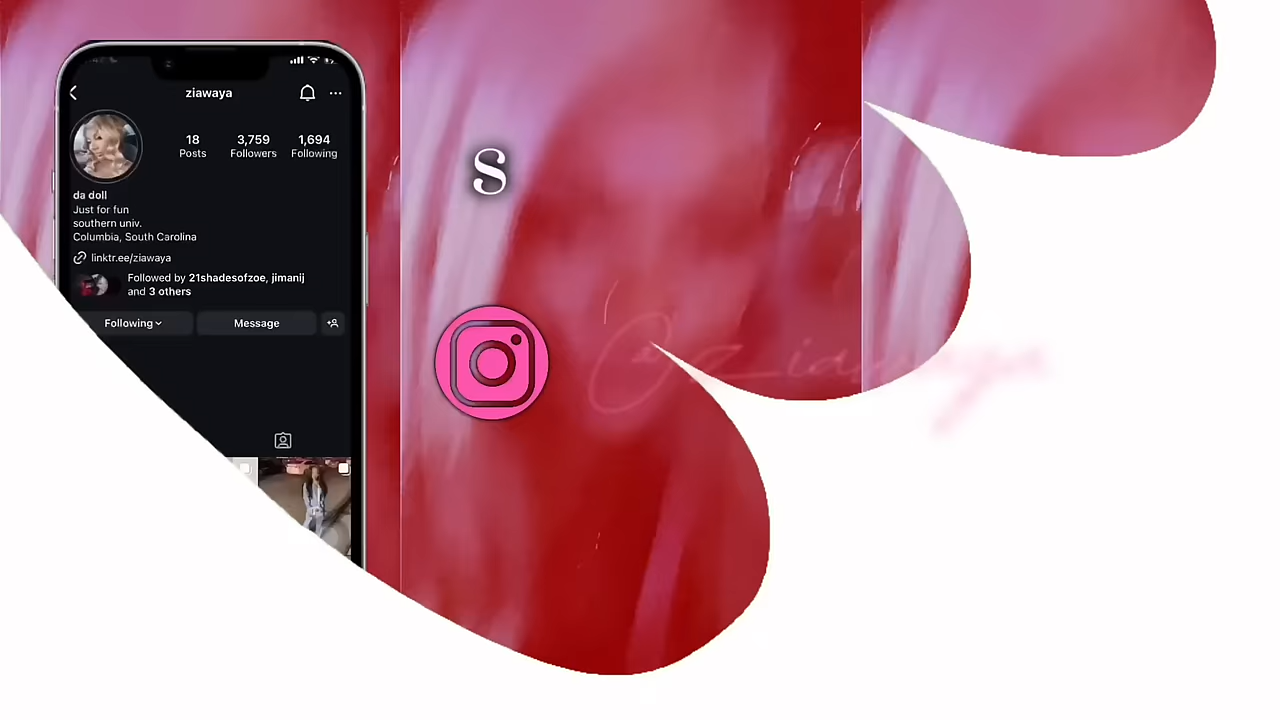 ziawaya
18 3,759 1,694
Posts Followers Following
da doll
Just for fun
southern univ.
Columbia, South Carolina
linktr.ee/ziawaya
Followed by 21shadesofzoe, jimanij
and 3 others
Following Message
S
@ziawaya